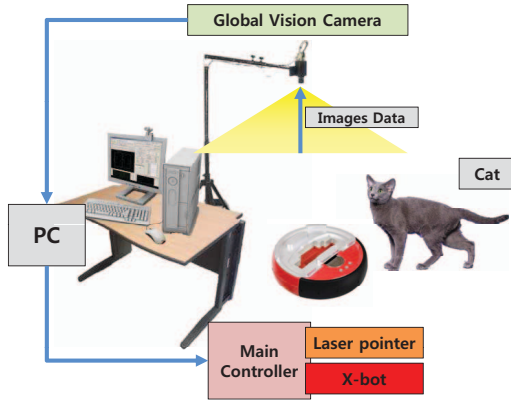 Global Vision Camera
Images Data
Cat
PC
Main
Controller
Laser pointer
X-bot